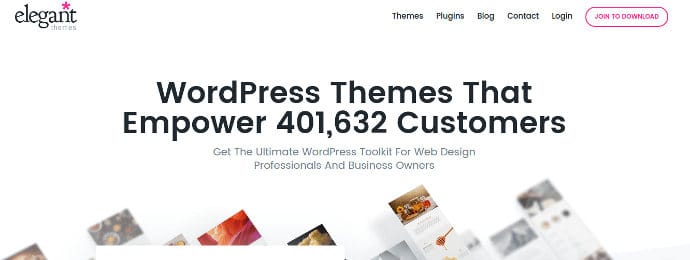 elegant
themes
Themes Plugins Blog Contact Login JOIN TO DOWNLOAD
WordPress Themes That
Empower 401,632 Customers
Get The Ultimate WordPress Toolkit For Web Design
Professionals And Business Owners